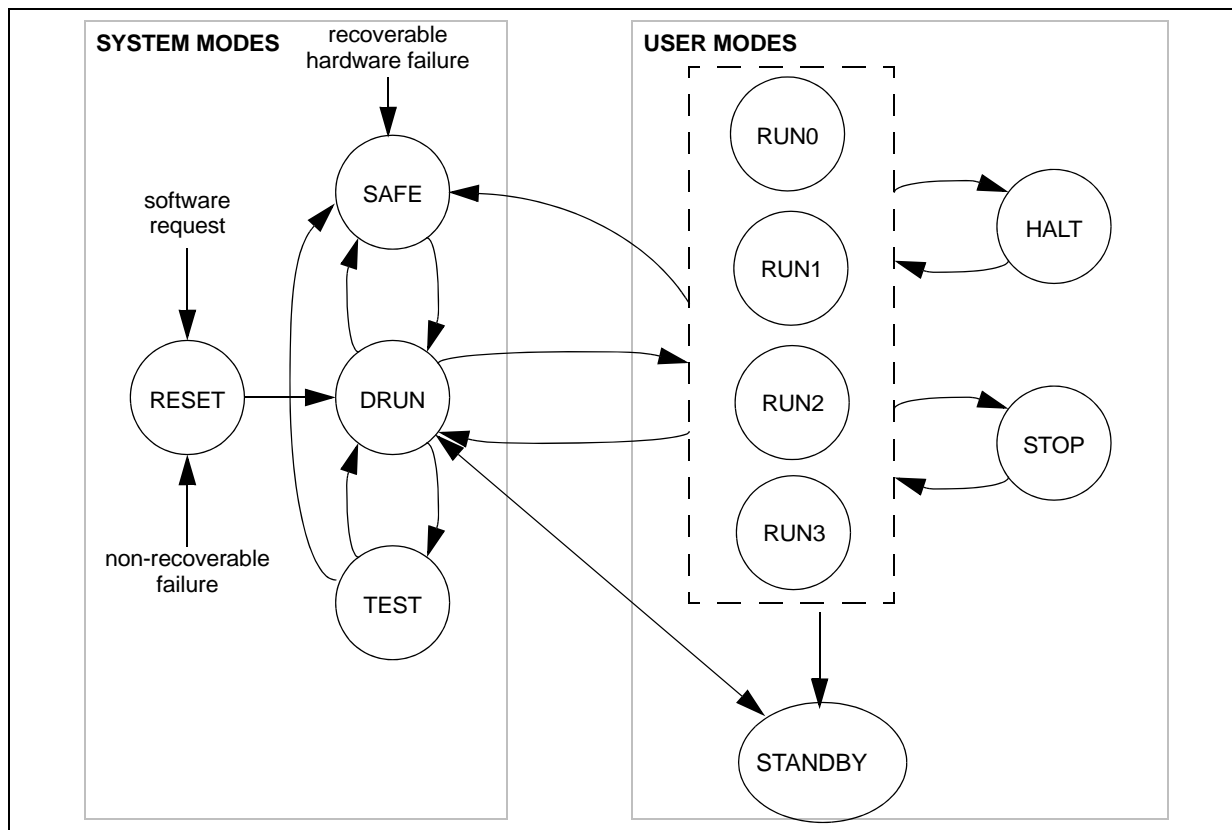 SYSTEM MODES
recoverable
hardware failure
SAFE
software
request
RESET
DRUN
non-recoverable
failure
TEST
USER MODES
RUN0
RUN1
RUN2
RUN3
HALT
STOP
STANDBY